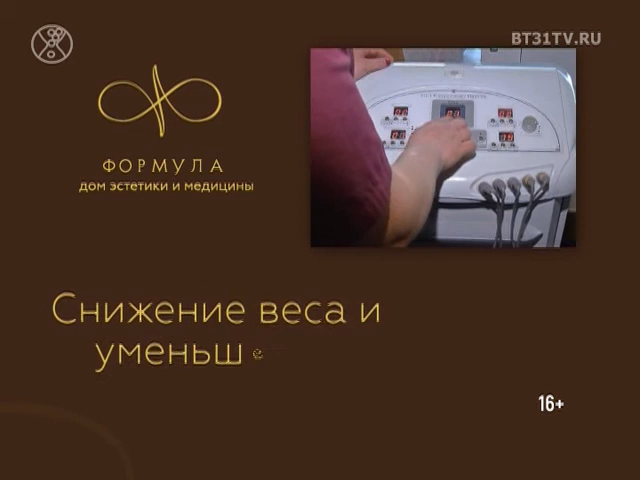 BT31TV.RU
ФОРМУЛА
дом эстетики и медицины
Снижение веса и
уменьш
16+